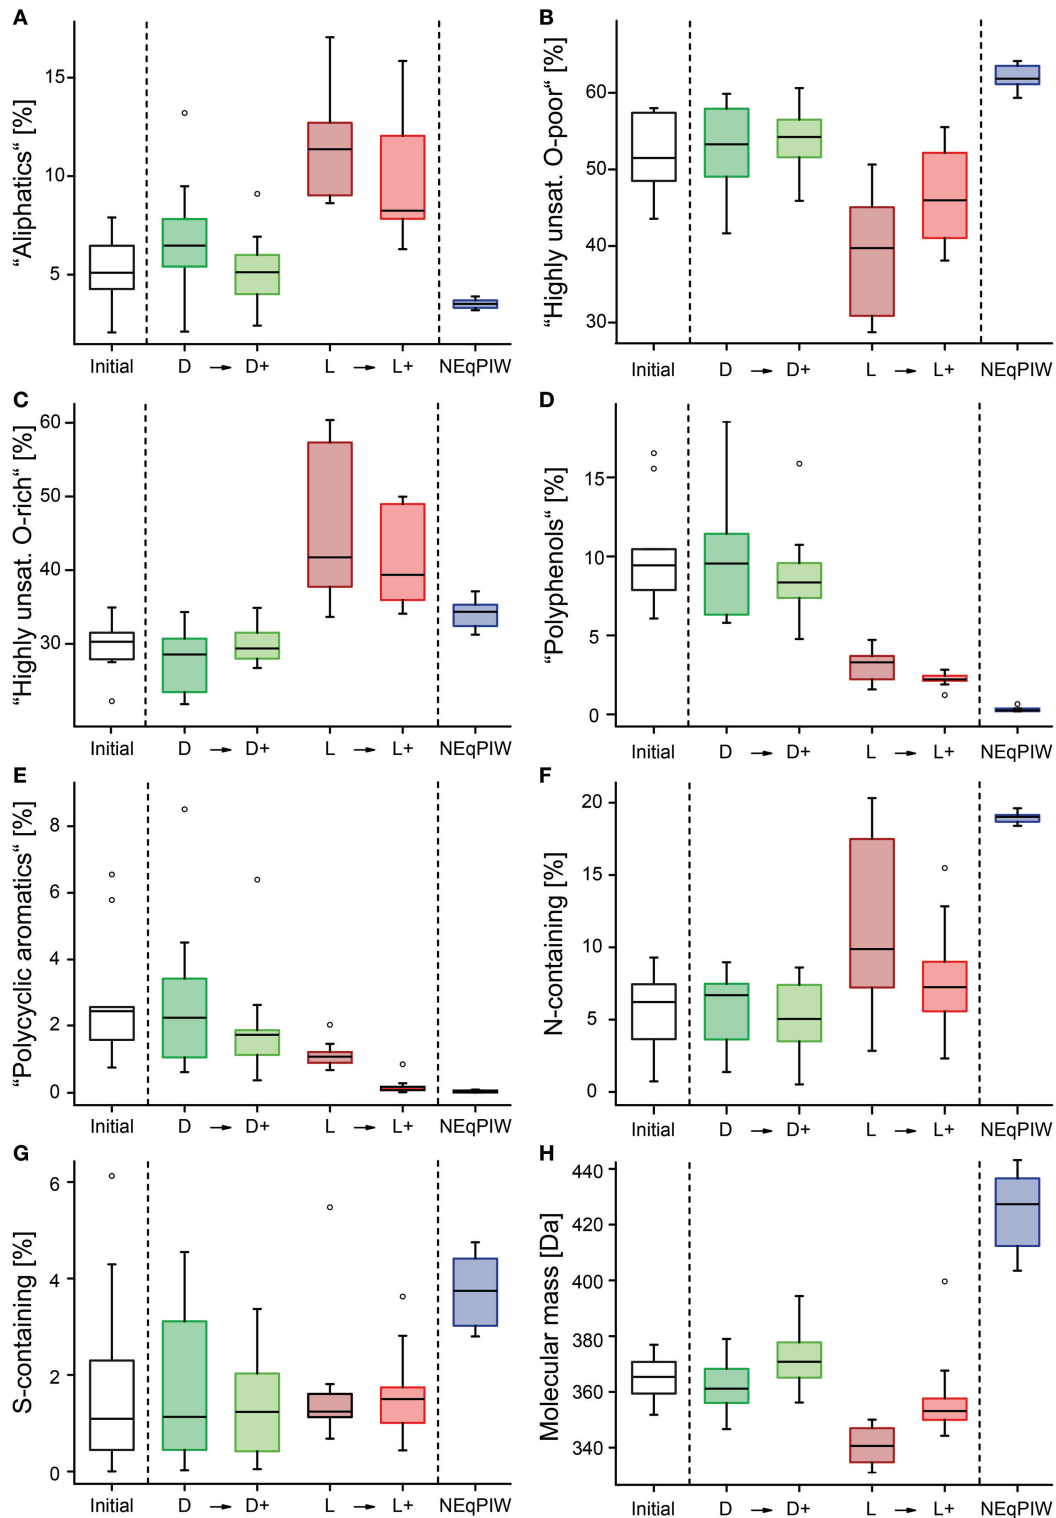 A
"Aliphatics“ [%]
15
10
5
Initial D → D+ L → L+ NEqPIW
B
“Highly unsat. O-poor“ [%]
60
50
40
30
Initial D → D+ L → L+ NEqPIW
C
“Highly unsat. O-rich“ [%]
60
50
40
30
Initial D → D+ L → L+ NEqPIW
D
“Polyphenols“ [%]
15
10
5
0
Initial D → D+ L → L+ NEqPIW
E
“Polycyclic aromatics“ [%]
8
6
4
2
0
Initial D → D+ L → L+ NEqPIW
F
N-containing [%]
20
15
10
5
0
Initial D → D+ L → L+ NEqPIW
G
S-containing [%]
6
4
2
0
Initial D → D+ L → L+ NEqPIW
H
Molecular mass [Da]
440
420
400
380
360
340
Initial D → D+ L → L+ NEqPIW